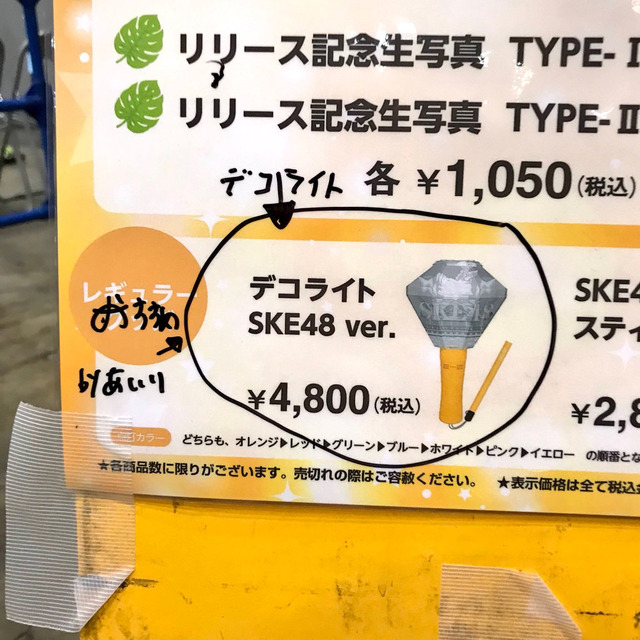 リリース記念生写真 TYPE-Ⅰ
リリース記念生写真 TYPE-Ⅱ
デコライト
各 ¥1,050(税込)
レギュラー
デコライト
SKE48 ver.
¥4,800(税込)
SKE4
スティ
¥2,8
byあいり
カラー どちらも、オレンジ▶レッド▶グリーン▶ブルー▶ホワイト▶ピンク▶イエロー の順番とな
★各商品数に限りがございます。売切れの際はご容赦ください。 ★表示価格は全て税込